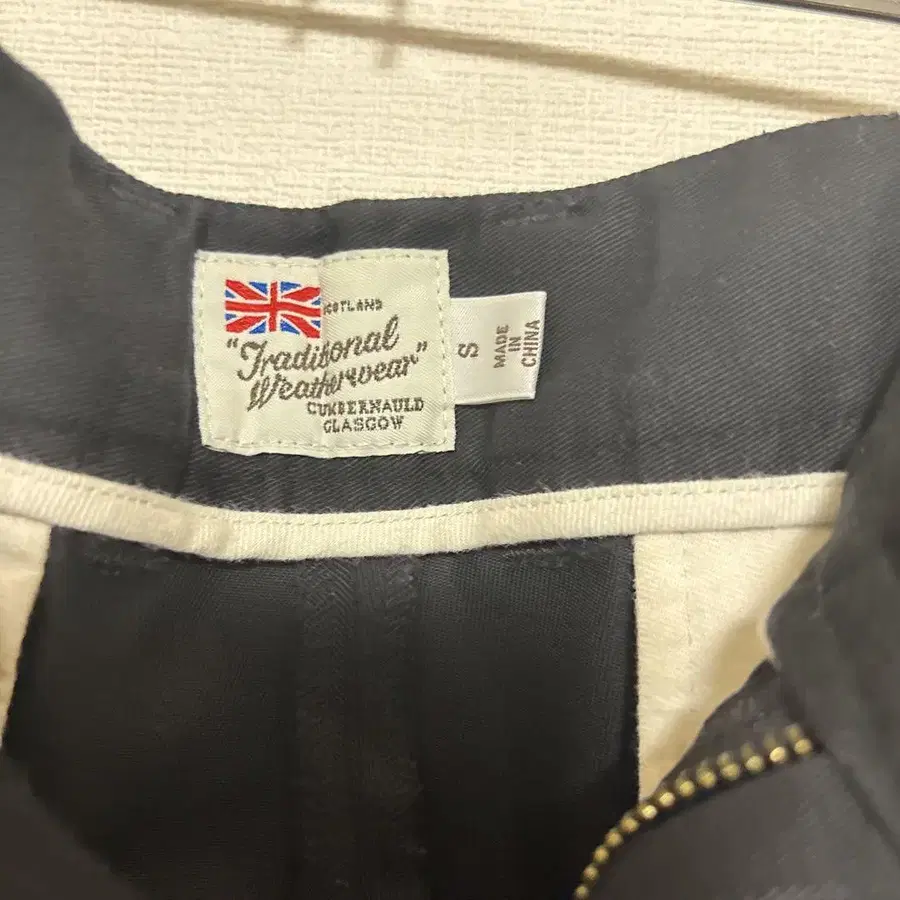 SCOTLAND
"Traditional
Weatherwear"
CUMBERNAULD
GLASGOW
S
MADE
IN
CHINA